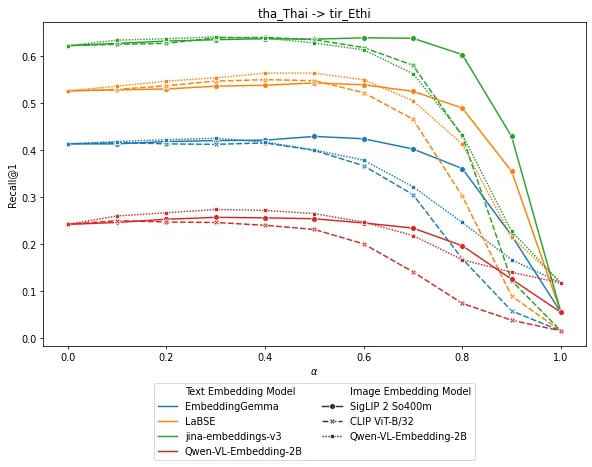 tha_Thai -> tir_Ethi
Recall@1
0.6
0.5
0.4
0.3
0.2
0.1
0.0
0.0 0.2 0.4 0.6 0.8 1.0
α
Text Embedding Model Image Embedding Model
EmbeddingGemma SigLIP 2 So400m
LaBSE CLIP ViT-B/32
jina-embeddings-v3 Qwen-VL-Embedding-2B
Qwen-VL-Embedding-2B